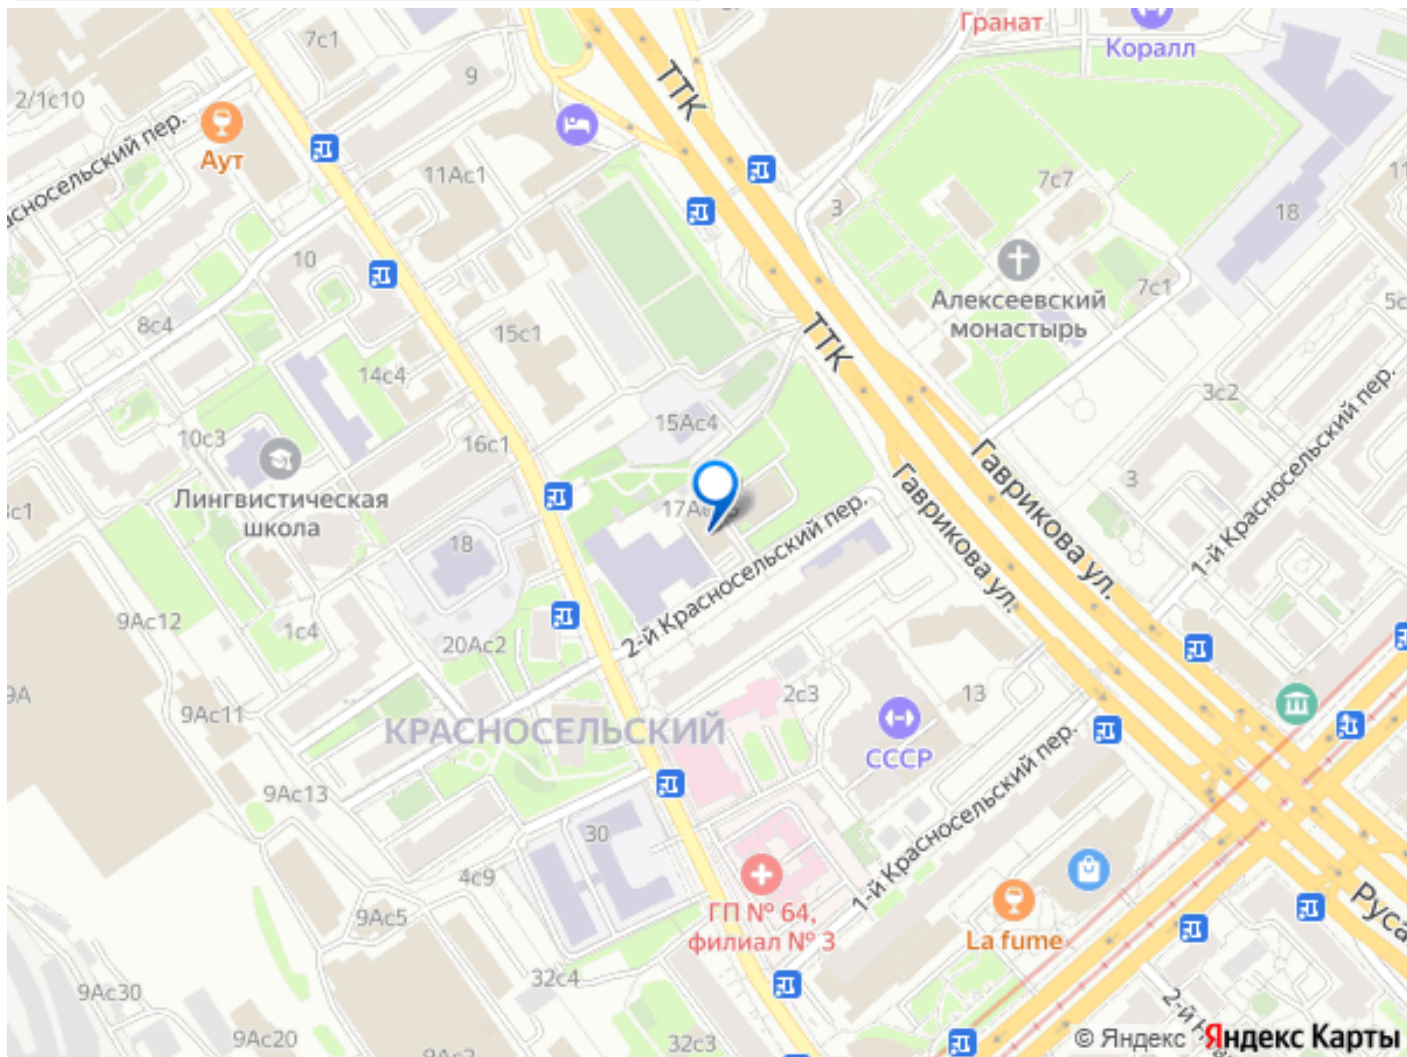 Гранат
Коралл
7с1
9
2/1с10
ТТК
Аут
11Ас1
7с7
3
18
10
Алексеевский
монастырь
7с1
8с4
15с1
ТТК
14с4
3с2
15Ас4
10с3
16с1
1-й Красносельский пер.
Лингвистическая
школа
3
Гаврикова ул.
Гаврикова ул.
18
2-й Красносельский пер.
9Ас12
1с4
20Ас2
9А
2с3
13
9Ас11
КРАСНОСЕЛЬСКИЙ
СССР
1-й Красносельский пер.
9Ас13
30
4с9
9Ас5
ГП № 64,
филиал № 3
La fume
32с4
9Ас30
9Ас20
32с3
© Яндекс Яндекс Карты